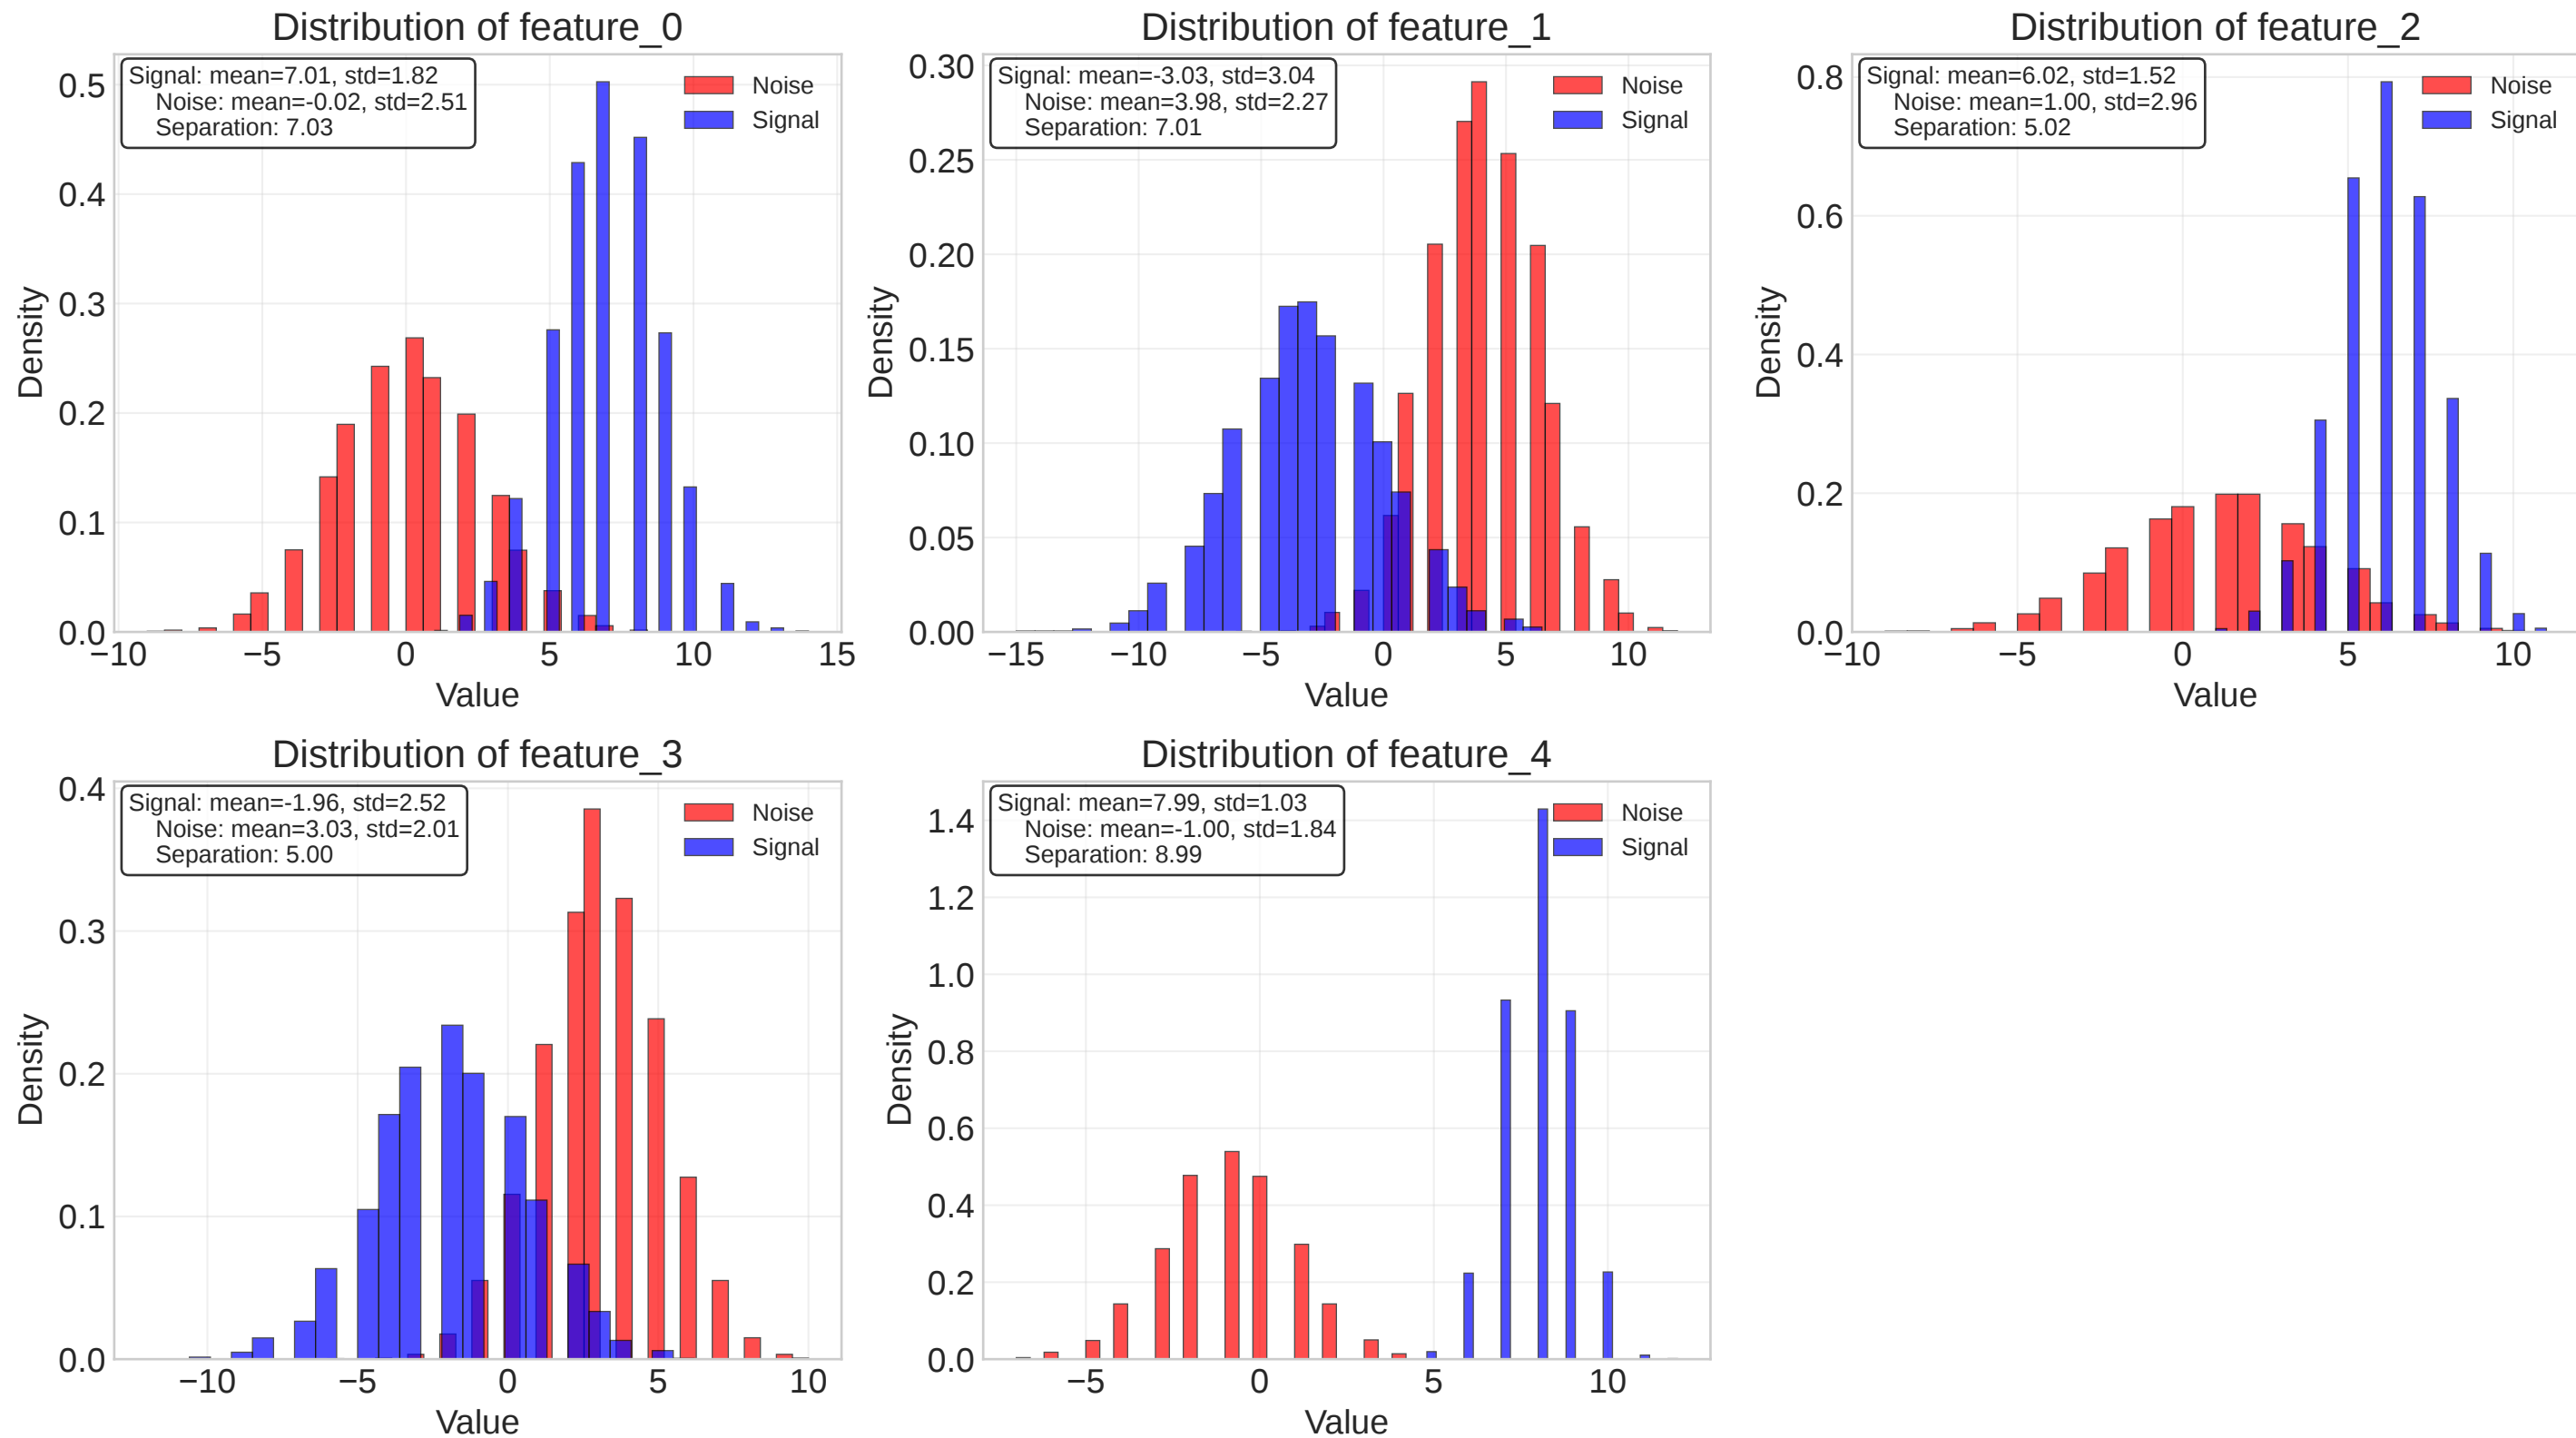 Distribution of feature_0
Signal: mean=7.01, std=1.82
Noise: mean=-0.02, std=2.51
Separation: 7.03
Noise
Signal
Density
0.5
0.4
0.3
0.2
0.1
0.0
−10 −5 0 5 10 15
Value
Distribution of feature_1
Signal: mean=-3.03, std=3.04
Noise: mean=3.98, std=2.27
Separation: 7.01
Noise
Signal
Density
0.30
0.25
0.20
0.15
0.10
0.05
0.00
−15 −10 −5 0 5 10
Value
Distribution of feature_2
Signal: mean=6.02, std=1.52
Noise: mean=1.00, std=2.96
Separation: 5.02
Noise
Signal
Density
0.8
0.6
0.4
0.2
0.0
−10 −5 0 5 10
Value
Distribution of feature_3
Signal: mean=-1.96, std=2.52
Noise: mean=3.03, std=2.01
Separation: 5.00
Noise
Signal
Density
0.4
0.3
0.2
0.1
0.0
−10 −5 0 5 10
Value
Distribution of feature_4
Signal: mean=7.99, std=1.03
Noise: mean=-1.00, std=1.84
Separation: 8.99
Noise
Signal
Density
1.4
1.2
1.0
0.8
0.6
0.4
0.2
0.0
−5 0 5 10
Value